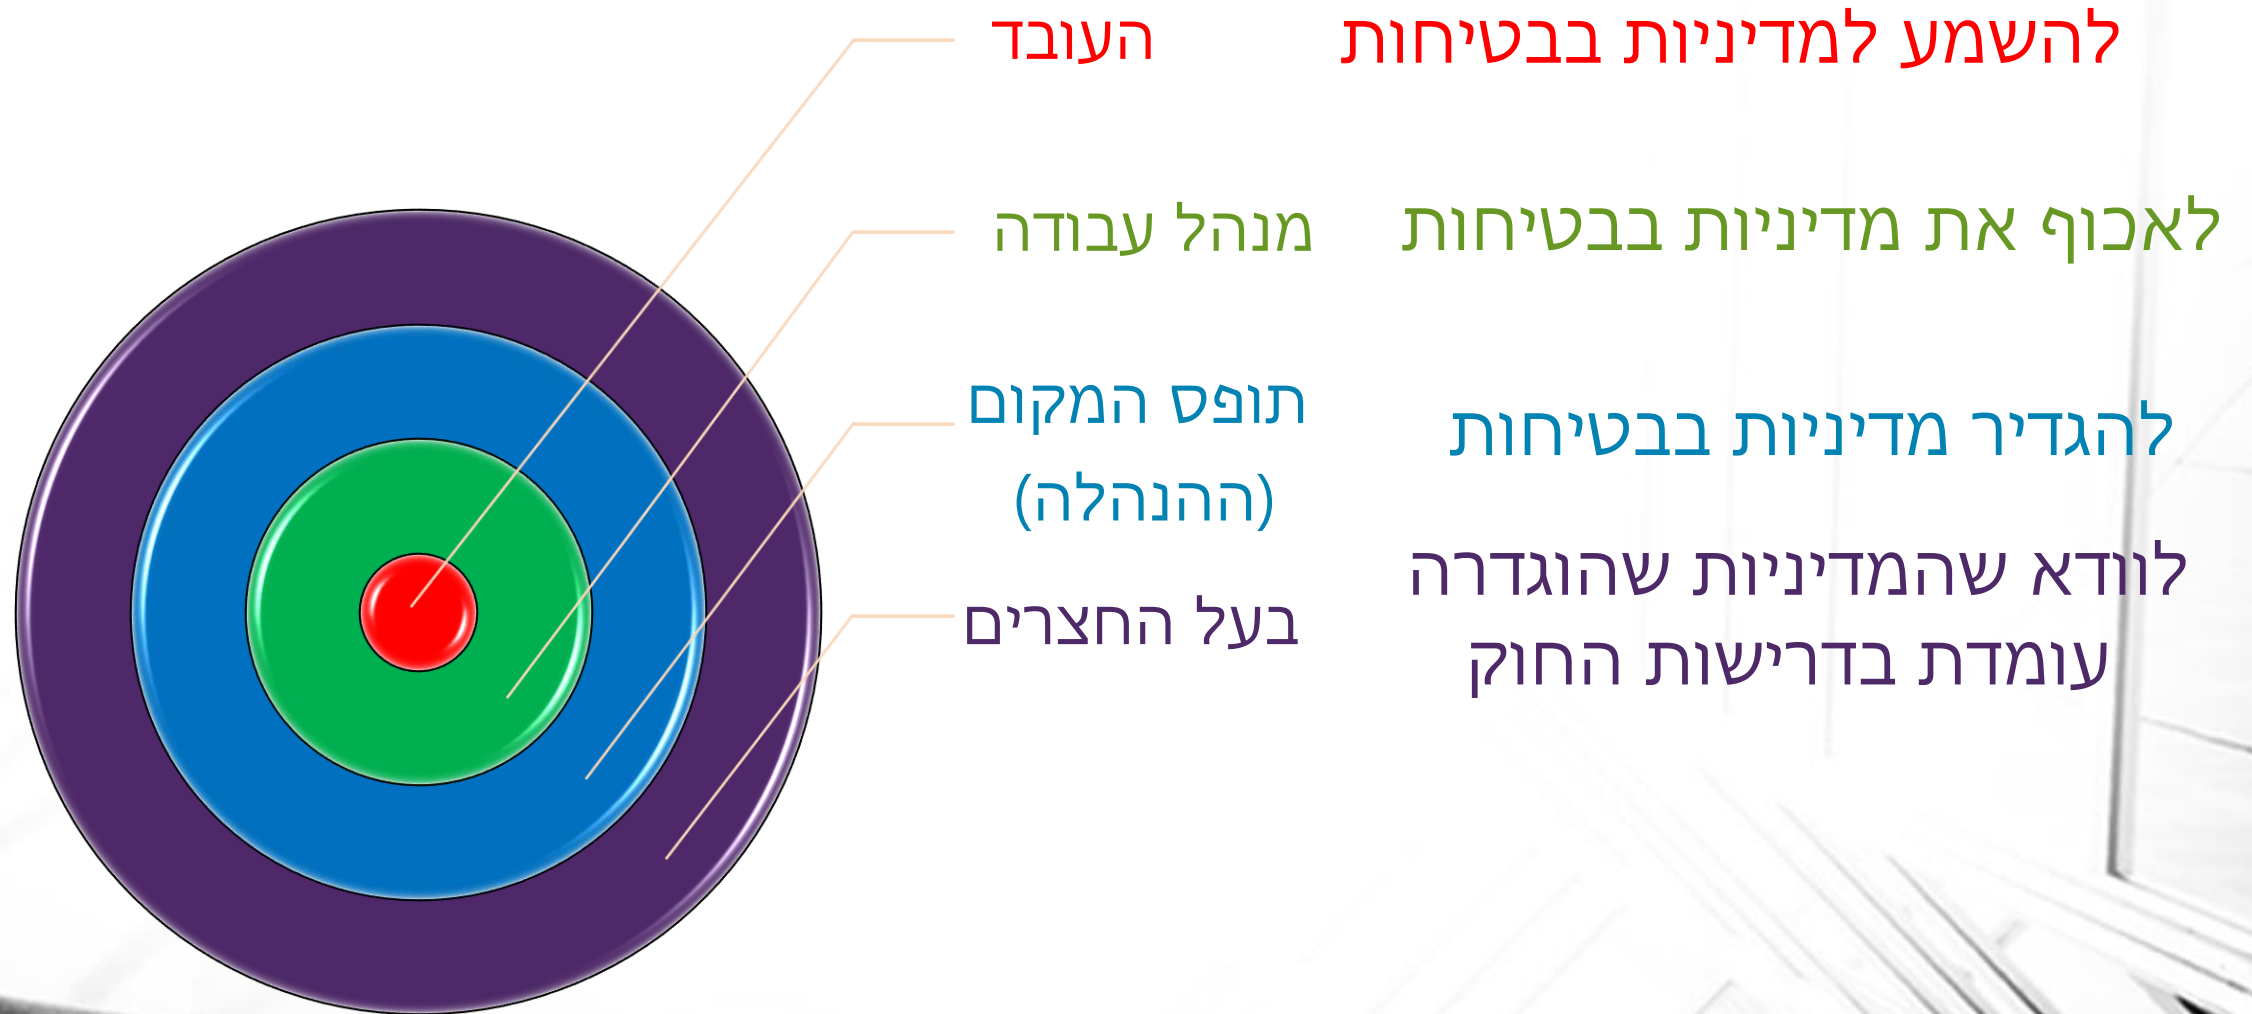 העובד
להשמע למדיניות בבטיחות
מנהל עבודה
לאכוף את מדיניות בבטיחות
תופס המקום
(ההנהלה)
להגדיר מדיניות בבטיחות
בעל החצרים
לוודא שהמדיניות שהוגדרה
עומדת בדרישות החוק